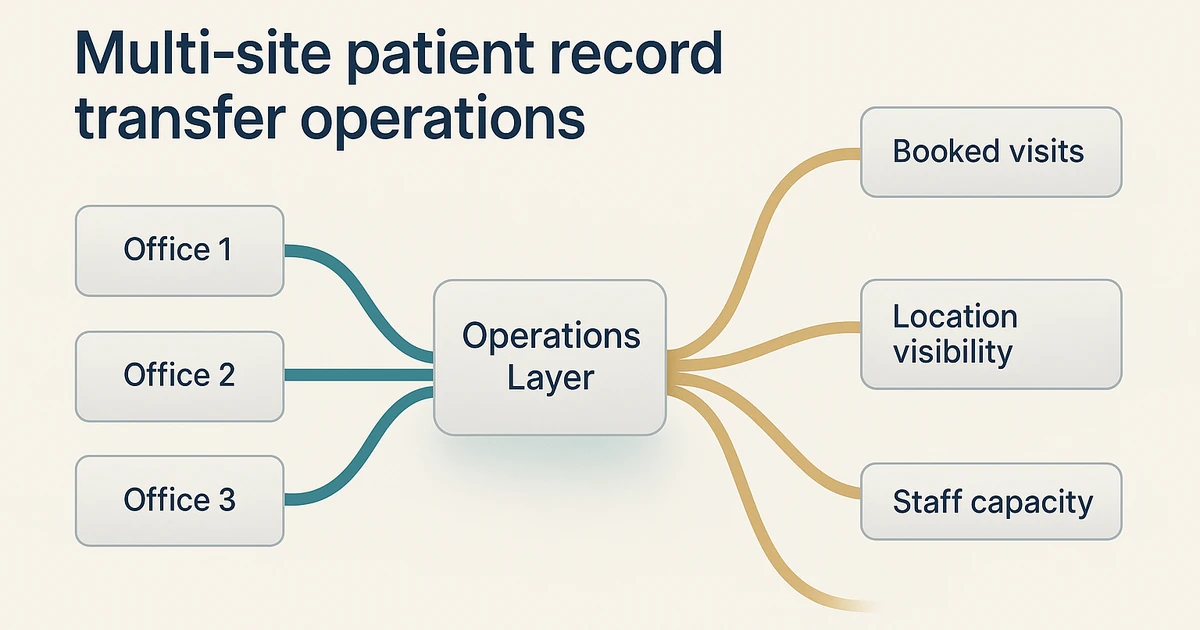 Multi-site patient record
transfer operations
Office 1
Office 2
Office 3
Operations
Layer
Booked visits
Location
visibility
Staff capacity